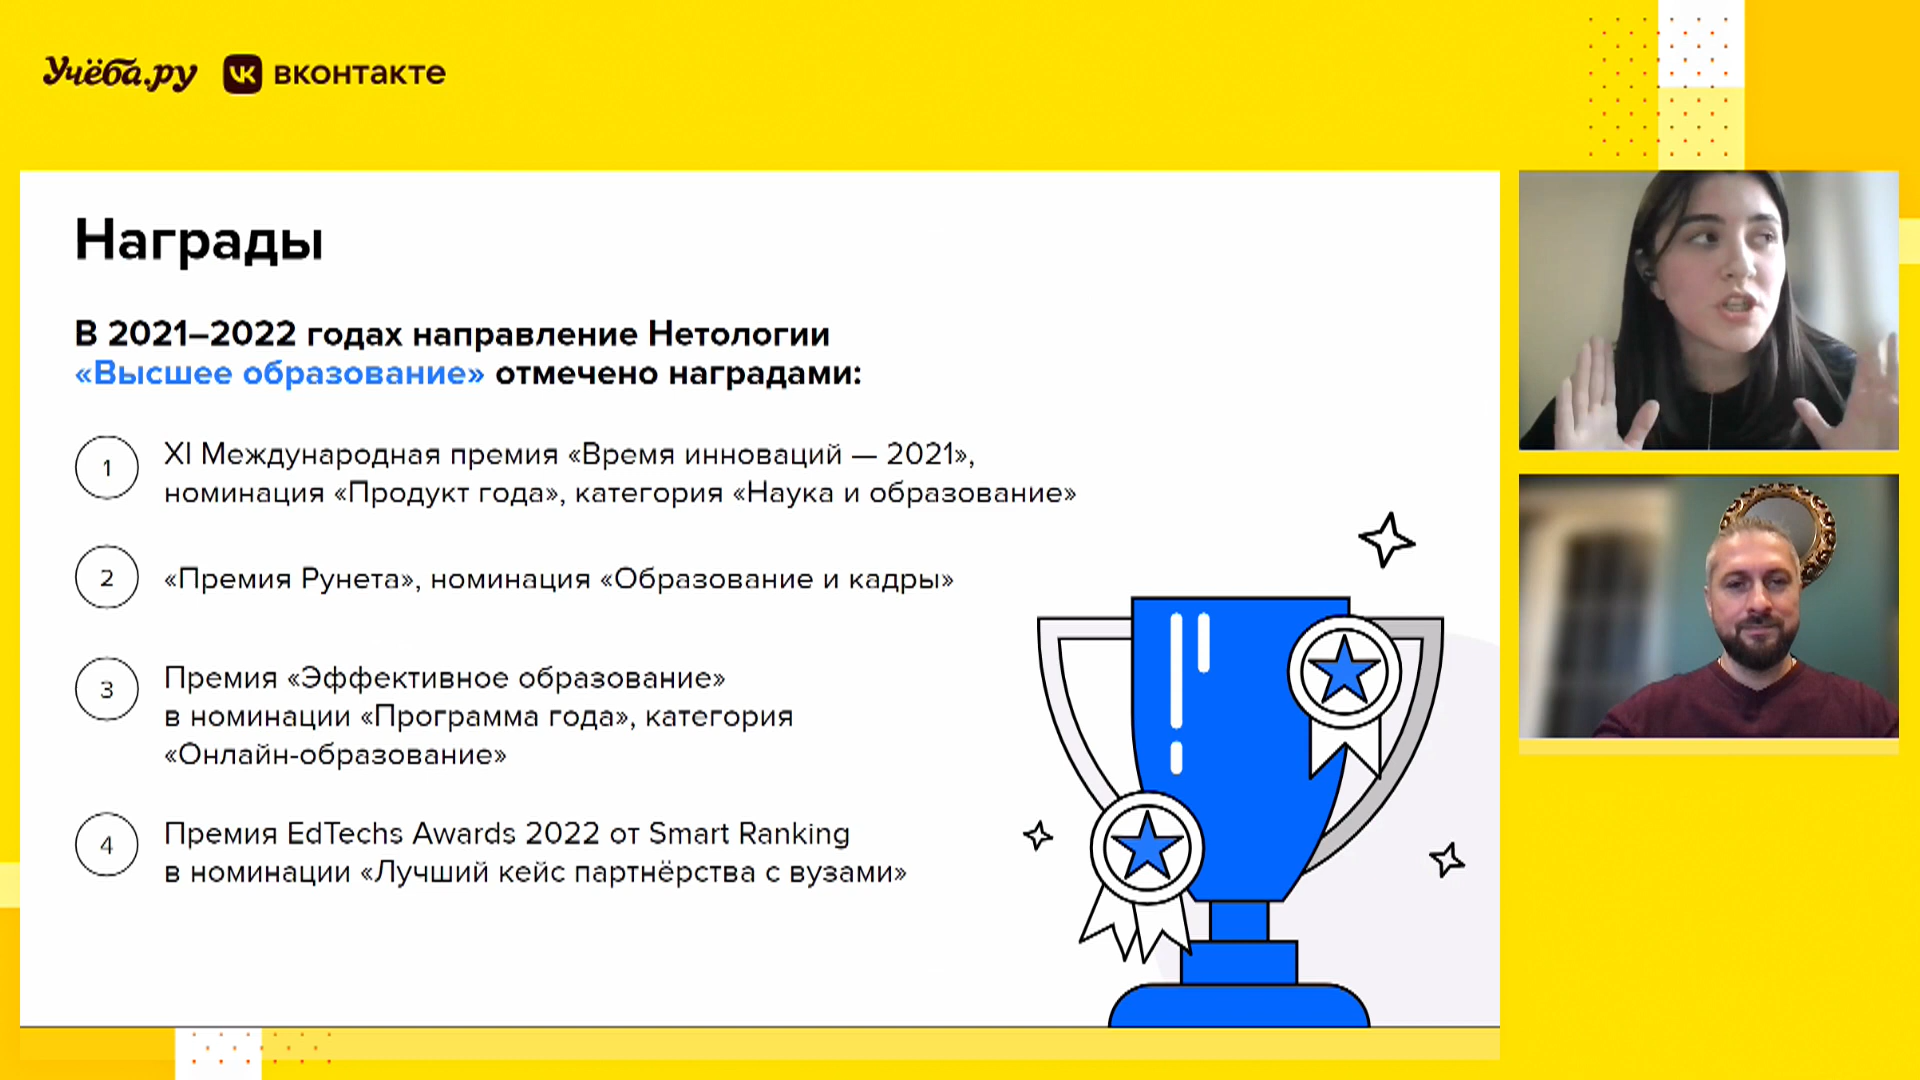 Учёба.ру вконтакте
Награды
В 2021–2022 годах направление Нетологии
«Высшее образование» отмечено наградами:
1 XI Международная премия «Время инноваций — 2021»,
номинация «Продукт года», категория «Наука и образование»
2 «Премия Рунета», номинация «Образование и кадры»
3 Премия «Эффективное образование»
в номинации «Программа года», категория
«Онлайн-образование»
4 Премия EdTechs Awards 2022 от Smart Ranking
в номинации «Лучший кейс партнёрства с вузами»